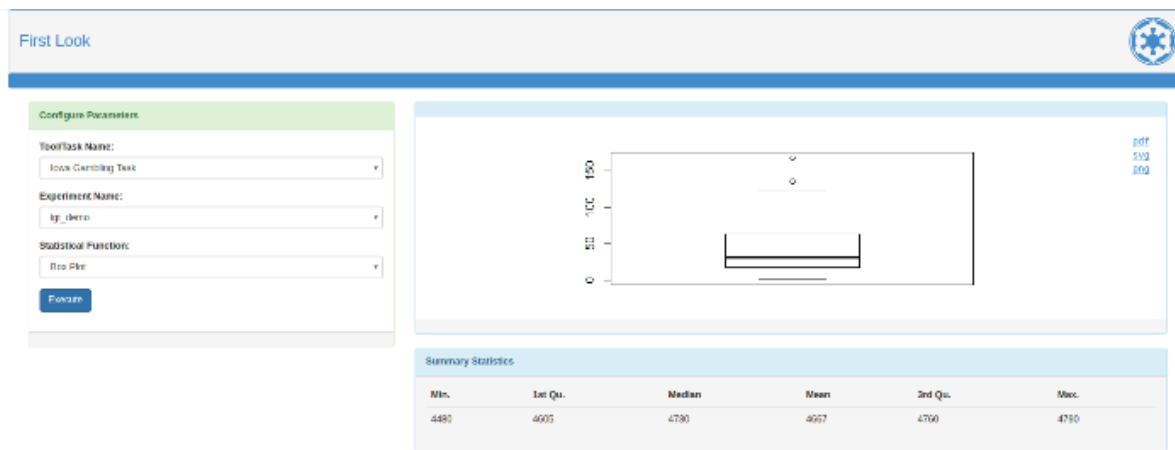 First Look
Configure Parameters
Tool/Task Name:
Iowa Gambling Task
Experiment Name:
igt_demo
Statistical Function:
Box Plot
Execute
pdf
svg
png
150
100
50
0
Summary Statistics
Min. 1st Qu. Median Mean 3rd Qu. Max.
4480 4605 4730 4667 4760 4790